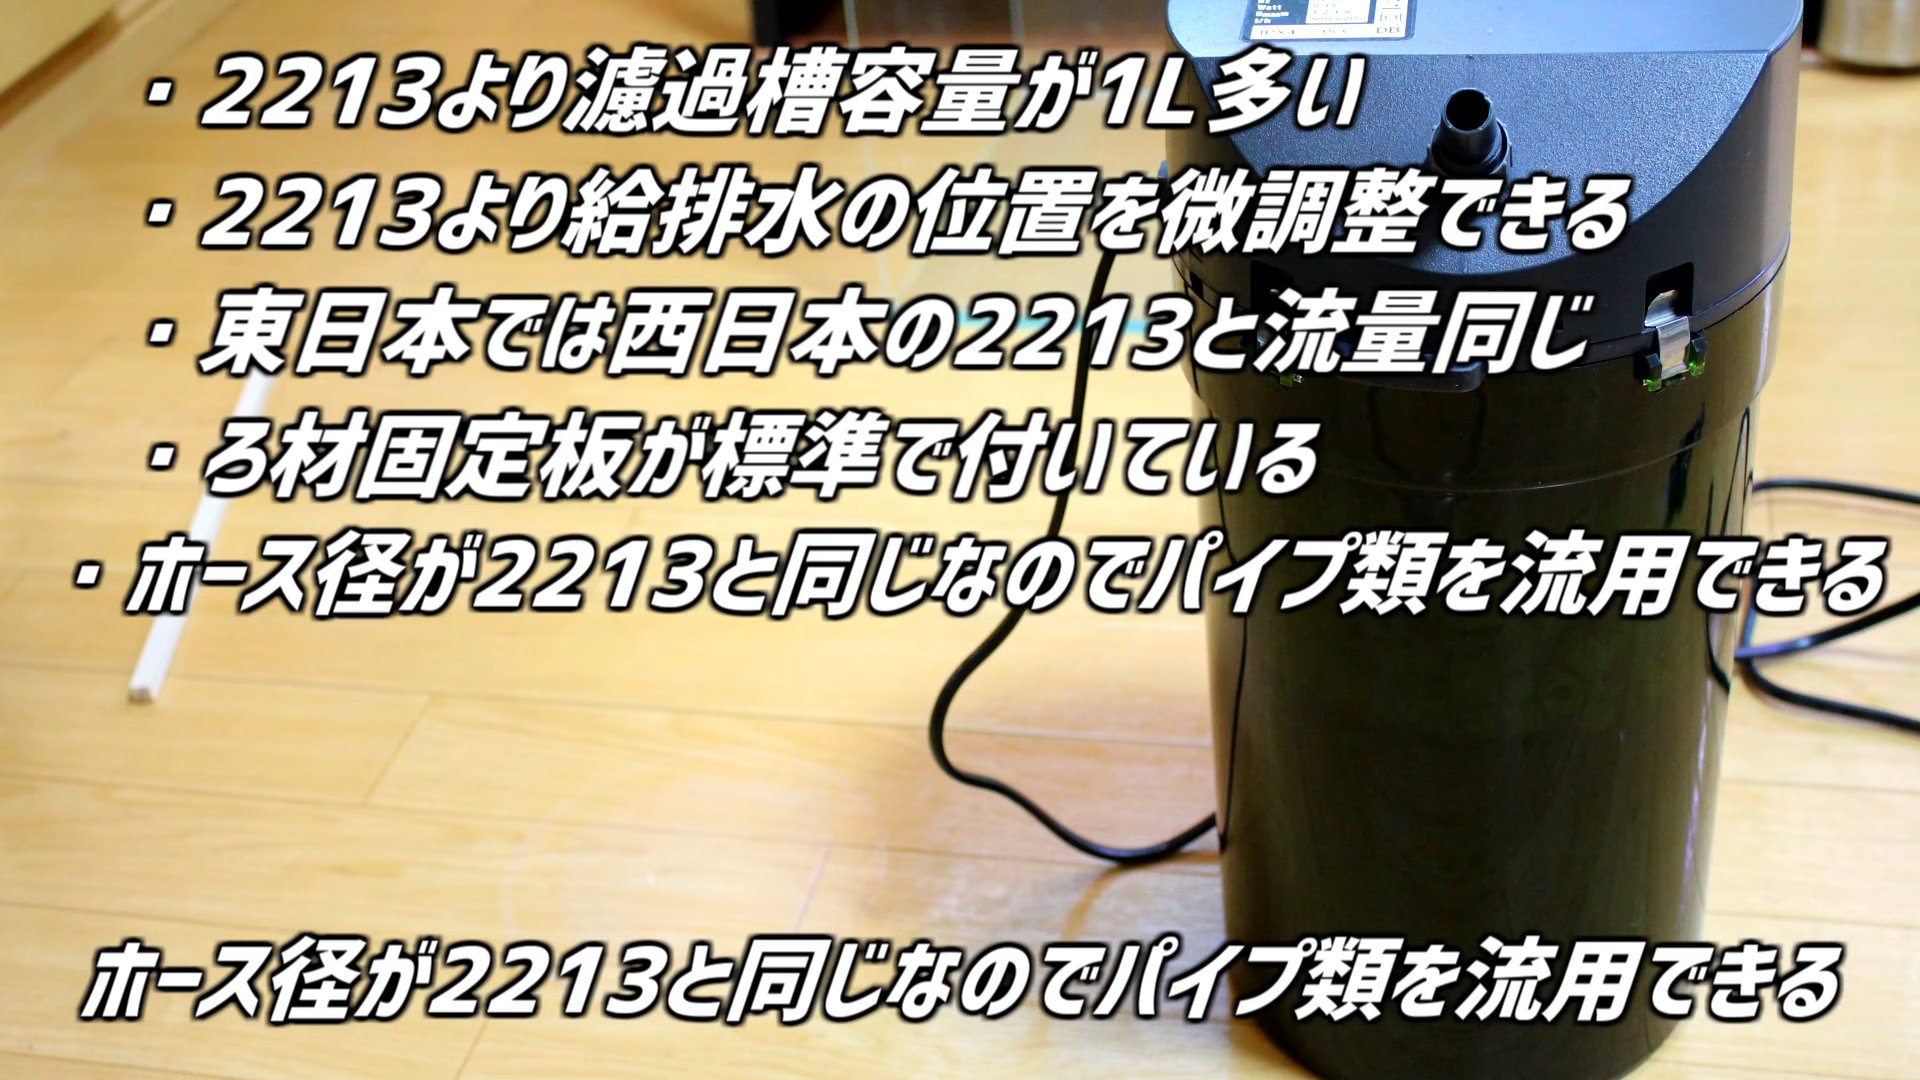 Watt
IPX4
DB
・2213より濾過槽容量が1L多い
・2213より給排水の位置を微調整できる
・東日本では西日本の2213と流量同じ
・ろ材固定板が標準で付いている
・ホース径が2213と同じなのでパイプ類を流用できる
ホース径が2213と同じなのでパイプ類を流用できる